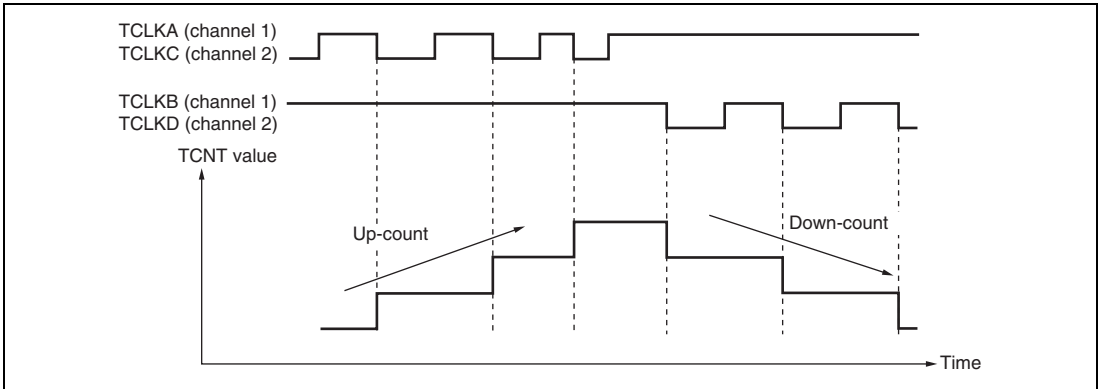 TCLKA (channel 1)
TCLKC (channel 2)
TCLKB (channel 1)
TCLKD (channel 2)
TCNT value
Up-count
Down-count
Time